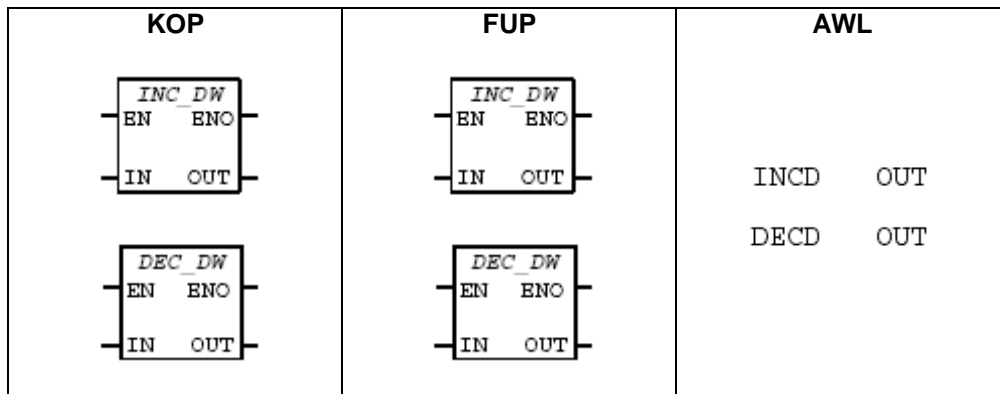 KOP
FUP
AWL
INC_DW
EN ENO
IN OUT
DEC_DW
EN ENO
IN OUT
INC_DW
EN ENO
IN OUT
DEC_DW
EN ENO
IN OUT
INCD OUT
DECD OUT